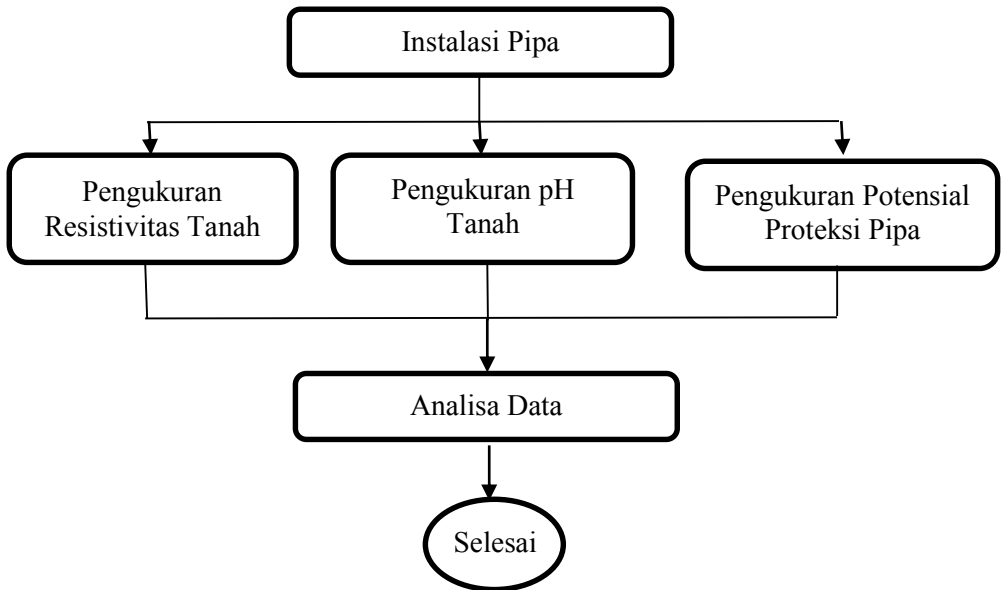 Instalasi Pipa
Pengukuran
Resistivitas Tanah
Pengukuran pH
Tanah
Pengukuran Potensial
Proteksi Pipa
Analisa Data
Selesai